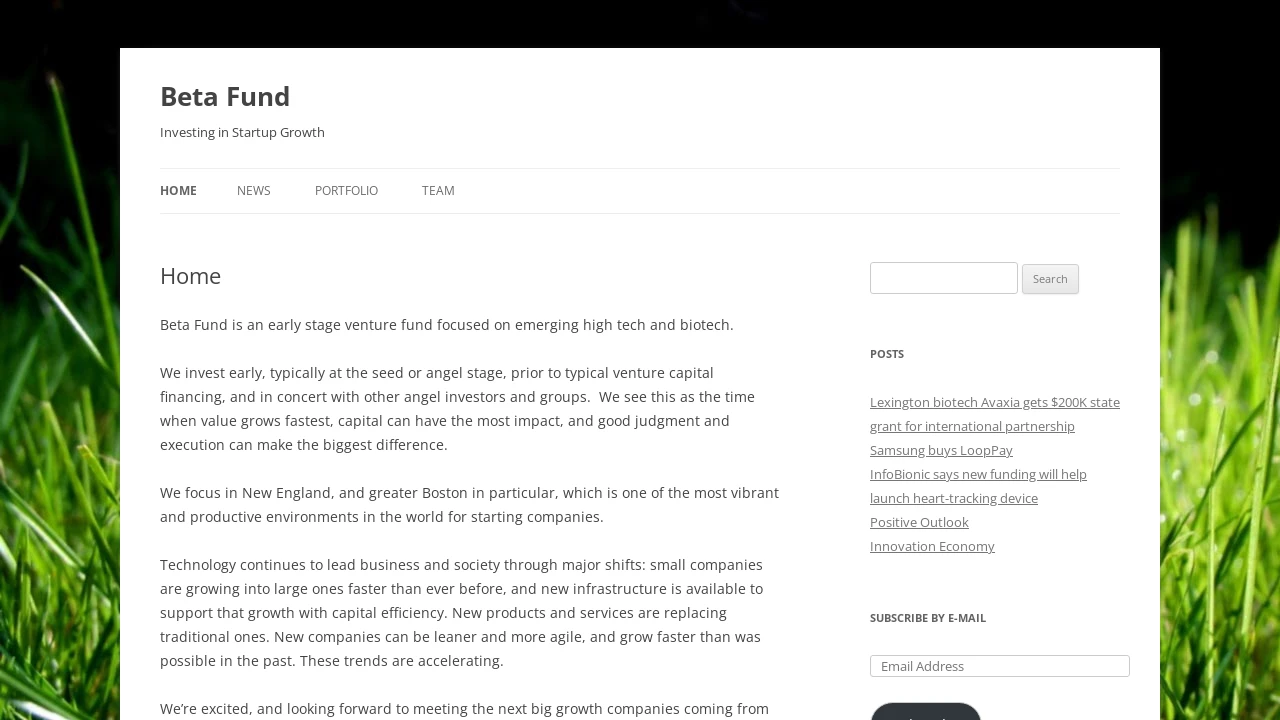 Beta Fund
Investing in Startup Growth
HOME NEWS PORTFOLIO TEAM
Home
Beta Fund is an early stage venture fund focused on emerging high tech and biotech.
We invest early, typically at the seed or angel stage, prior to typical venture capital
financing, and in concert with other angel investors and groups.  We see this as the time
when value grows fastest, capital can have the most impact, and good judgment and
execution can make the biggest difference.
We focus in New England, and greater Boston in particular, which is one of the most vibrant
and productive environments in the world for starting companies.
Technology continues to lead business and society through major shifts: small companies
are growing into large ones faster than ever before, and new infrastructure is available to
support that growth with capital efficiency. New products and services are replacing
traditional ones. New companies can be leaner and more agile, and grow faster than was
possible in the past. These trends are accelerating.
We’re excited, and looking forward to meeting the next big growth companies coming from
Search
POSTS
Lexington biotech Avaxia gets $200K state
grant for international partnership
Samsung buys LoopPay
InfoBionic says new funding will help
launch heart-tracking device
Positive Outlook
Innovation Economy
SUBSCRIBE BY E-MAIL
Email Address